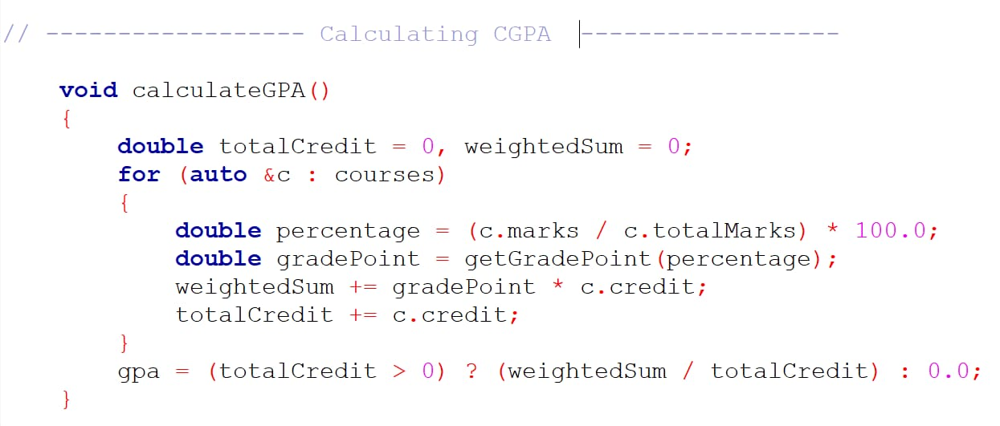 // ------------------ Calculating CGPA ------------------
void calculateGPA()
{
double totalCredit = 0, weightedSum = 0;
for (auto &c : courses)
{
double percentage = (c.marks / c.totalMarks) * 100.0;
double gradePoint = getGradePoint(percentage);
weightedSum += gradePoint * c.credit;
totalCredit += c.credit;
}
gpa = (totalCredit > 0) ? (weightedSum / totalCredit) : 0.0;
}